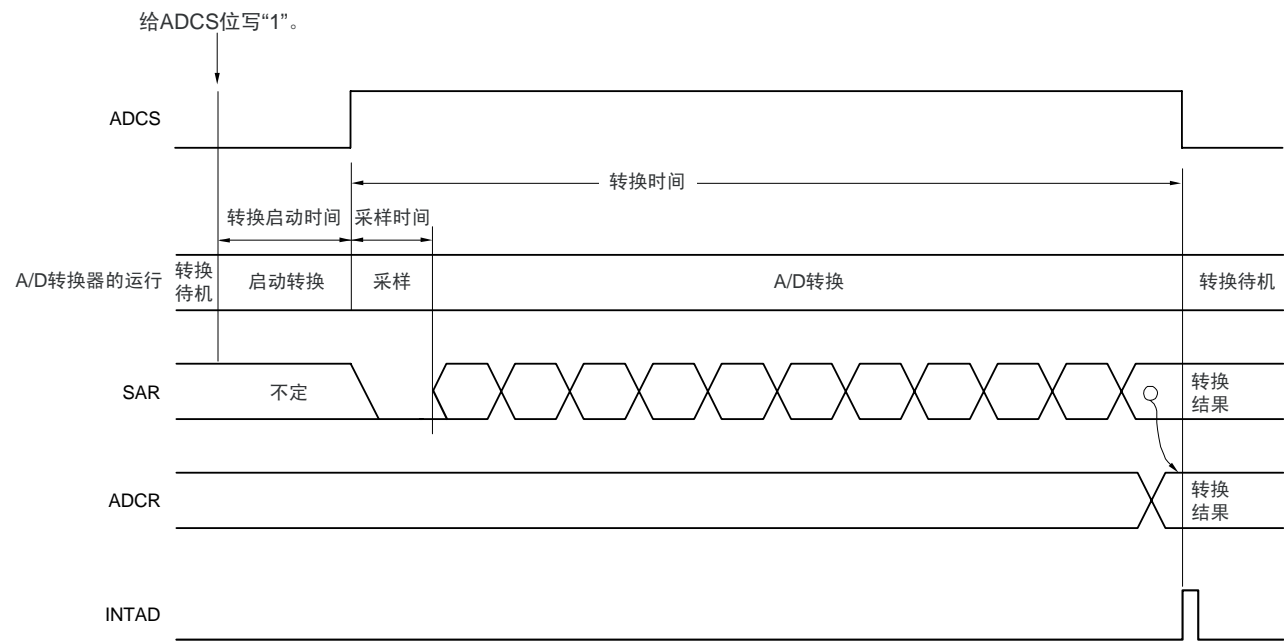 给ADCS位写“1”。
ADCS
转换时间
转换启动时间
采样时间
A/D转换器的运行
转换
待机
启动转换
采样
A/D转换
转换待机
SAR
不定
转换
结果
ADCR
转换
结果
INTAD